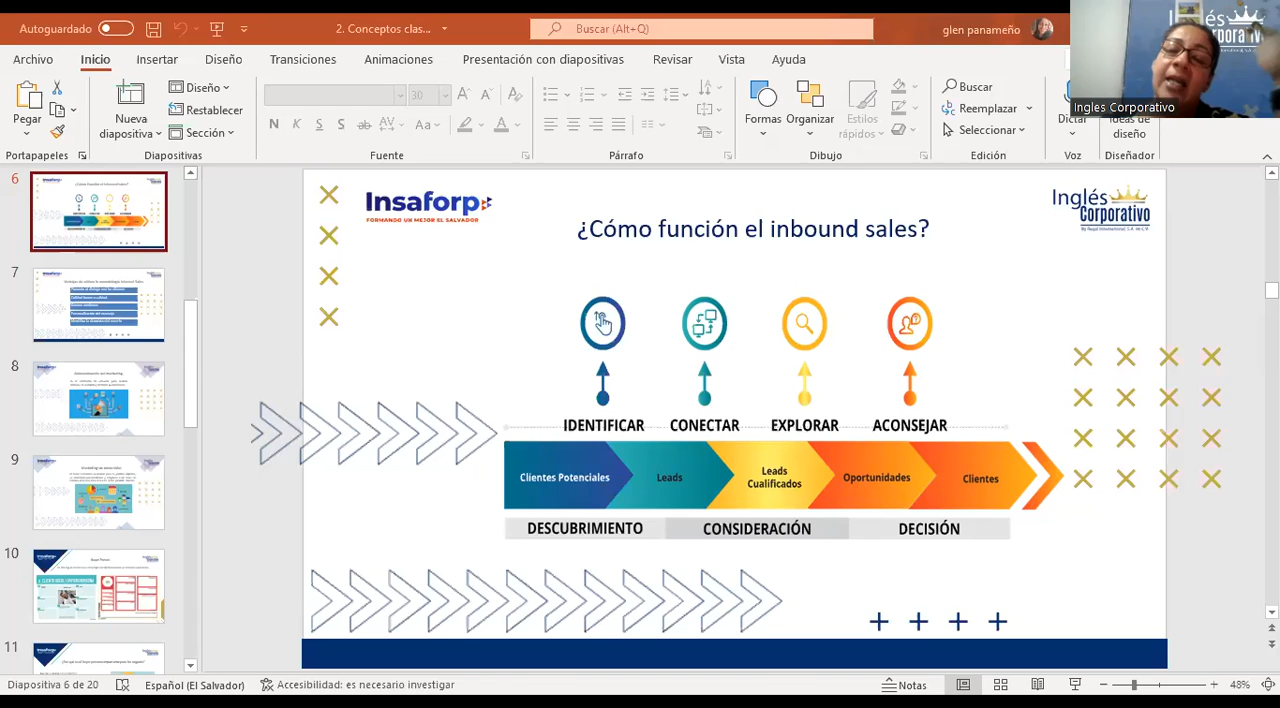 Autoguardado
2. Conceptos clas...
Buscar (Alt+Q)
glen panameño
Archivo
Inicio
Insertar
Diseño
Transiciones
Animaciones
Presentación con diapositivas
Revisar
Vista
Ayuda
Ingles Corporativo
Pegar
Nueva
diapositiva
Diseño
Restablecer
Sección
30
N K S S ab AV Aa
Formas
Organizar
Estilos
rápidos
Buscar
Reemplazar
Seleccionar
Dictar
Ideas de
diseño
Portapapeles
Diapositivas
Fuente
Párrafo
Dibujo
Edición
Voz
Diseñador
6
7
8
9
10
11
Insaforp
FORMANDO UN MEJOR EL SALVADOR
¿Cómo función el inbound sales?
Inglés
Corporativo
IDENTIFICAR
CONECTAR
EXPLORAR
ACONSEJAR
Clientes Potenciales
Leads
Leads
Cualificados
Oportunidades
Clientes
DESCUBRIMIENTO
CONSIDERACIÓN
DECISIÓN
Diapositiva 6 de 20
Español (El Salvador)
Accesibilidad: es necesario investigar
Notas
48%